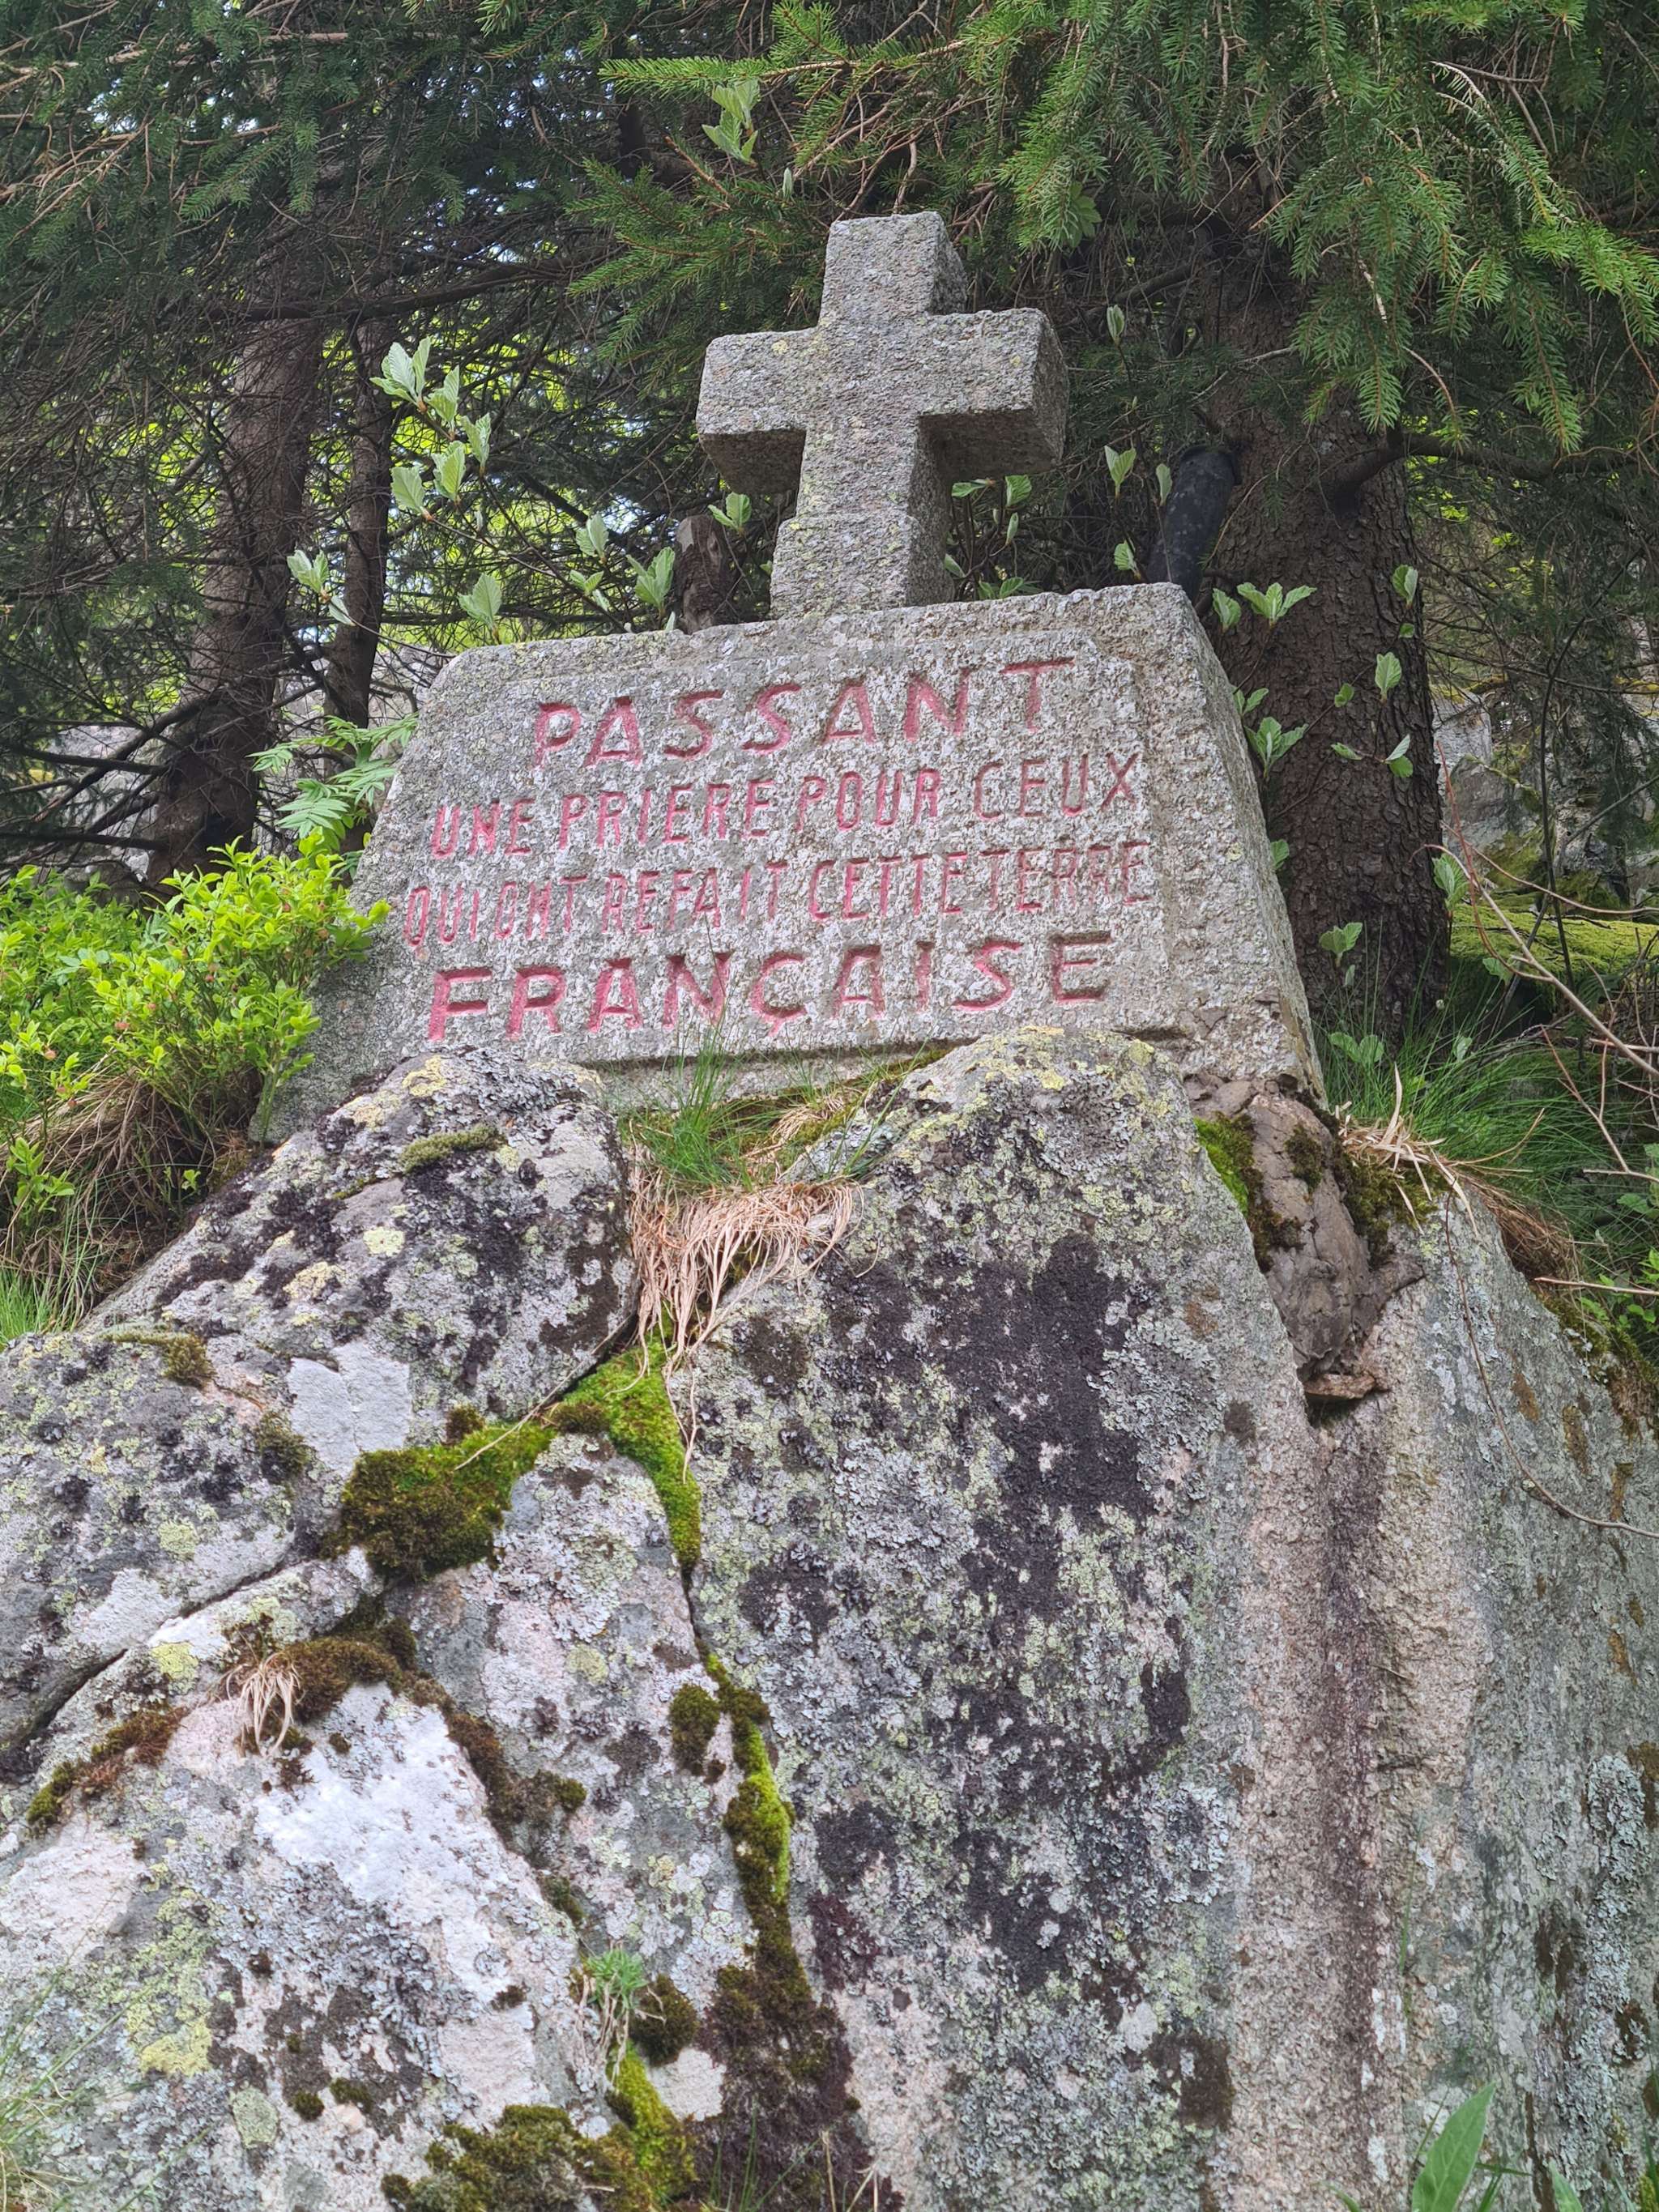 PASSANT
UNE PRIERE POUR CEUX
QUI ONT REFAIT CETTE TERRE
FRANÇAISE